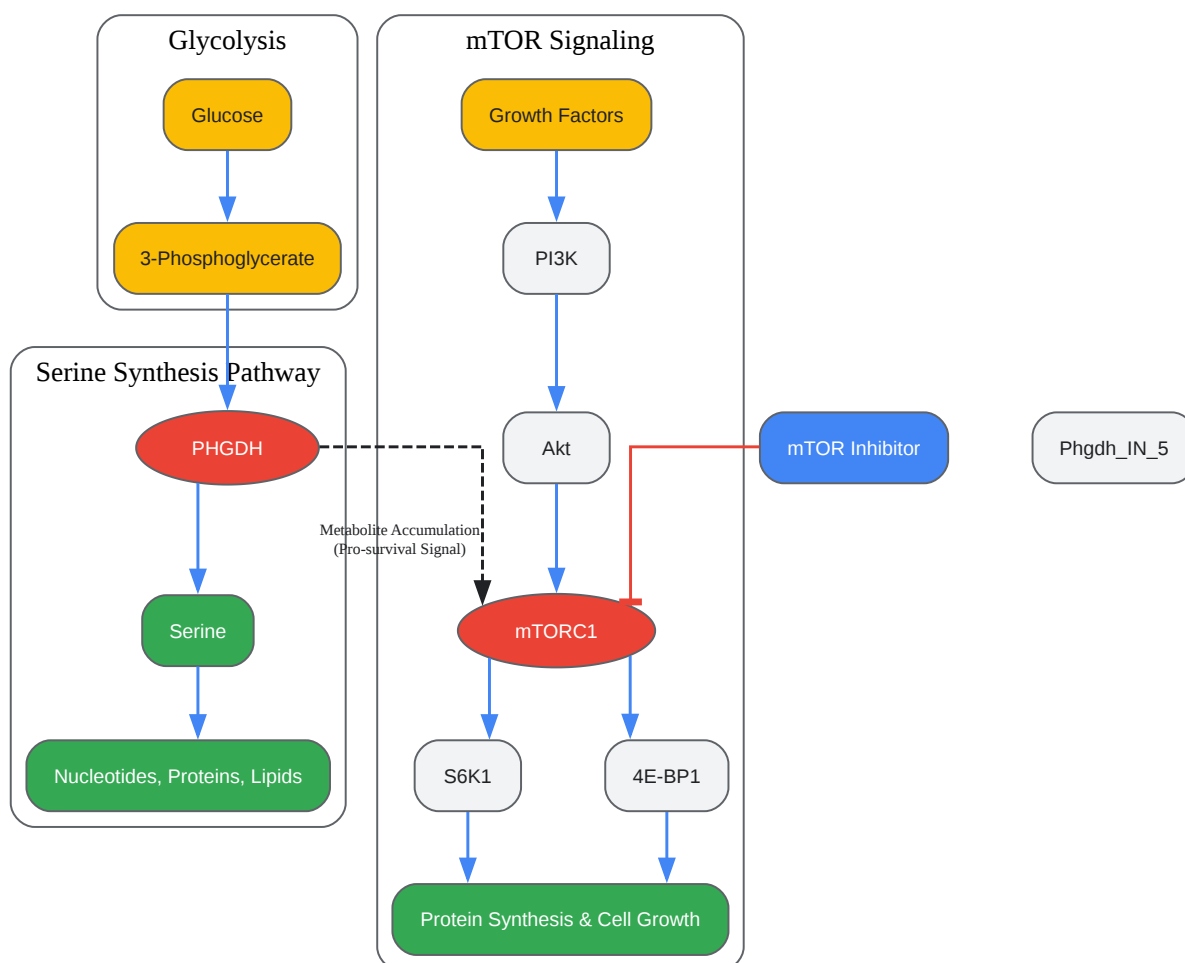 Glycolysis
Glucose
3-Phosphoglycerate
Serine Synthesis Pathway
PHGDH
Serine
Nucleotides, Proteins, Lipids
Metabolite Accumulation
(Pro-survival Signal)
mTOR Signaling
Growth Factors
PI3K
Akt
mTORC1
S6K1
4E-BP1
Protein Synthesis & Cell Growth
mTOR Inhibitor
Phgdh_IN_5